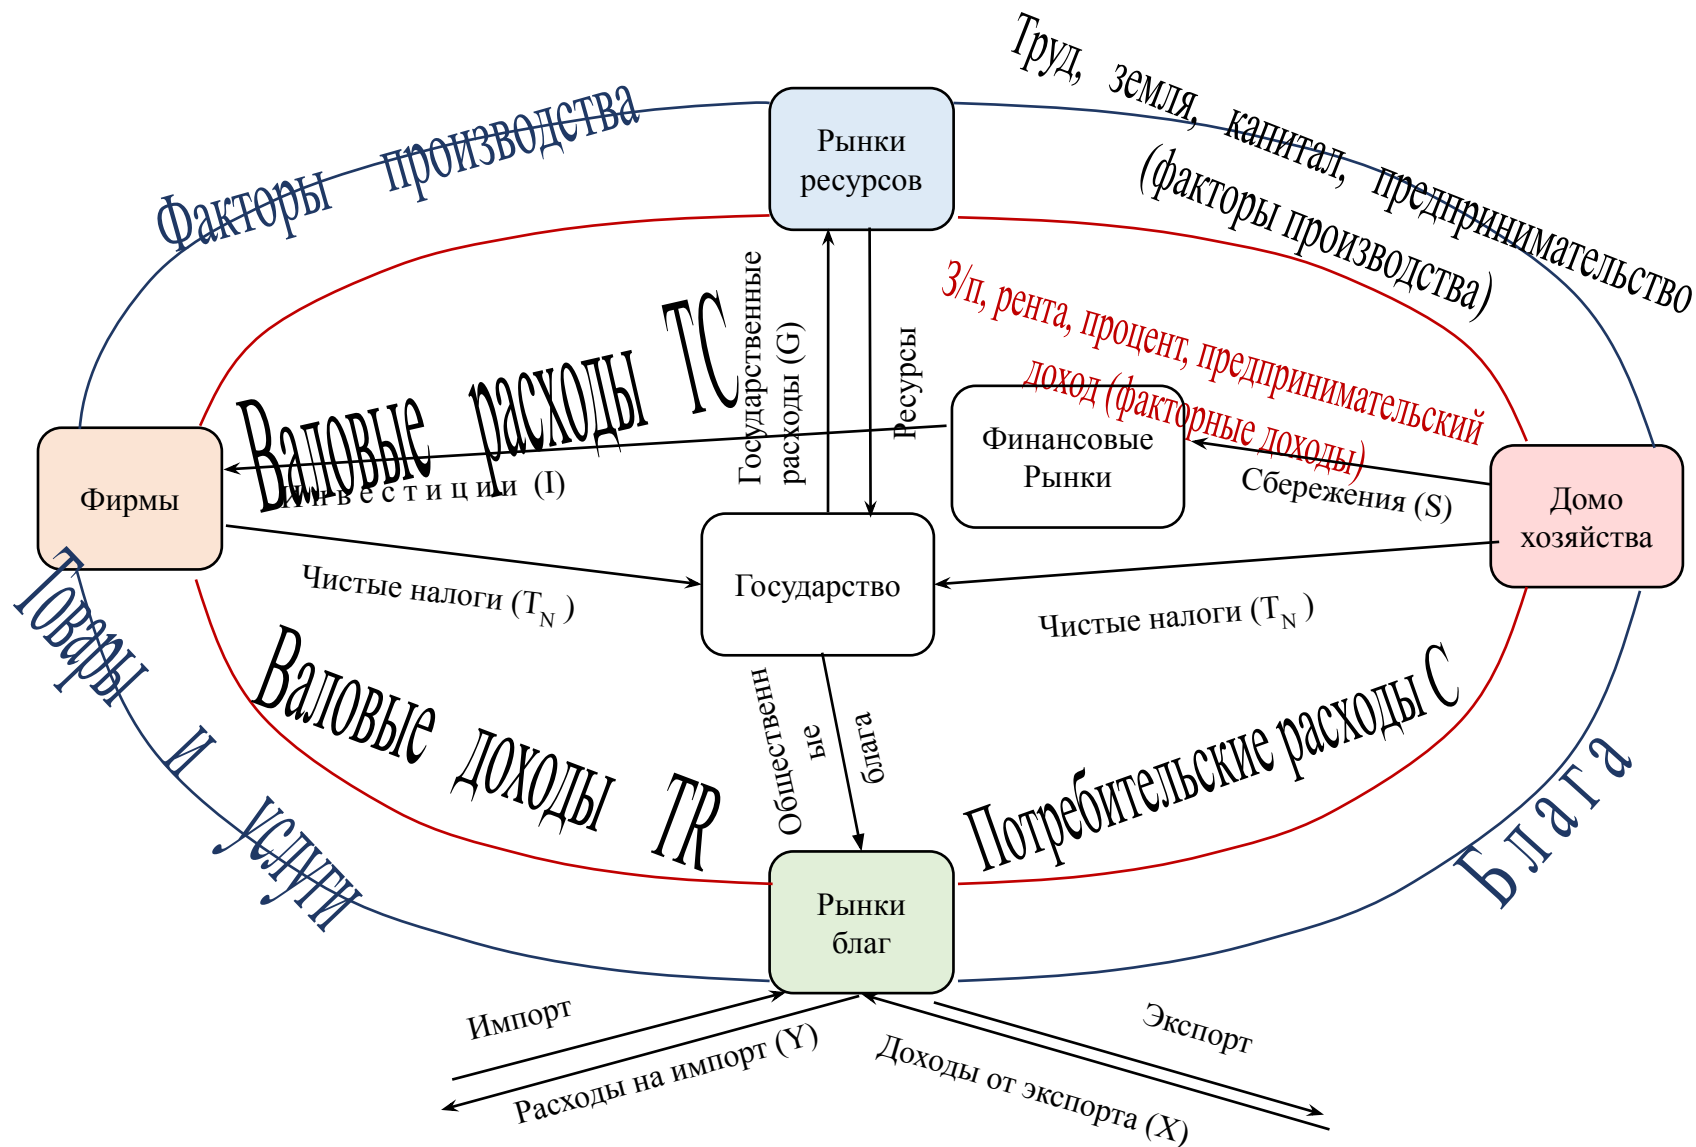 Труд, земля, капитал, предпринимательство
(факторы производства)
Факторы производства
Рынки
ресурсов
З/п, рента, процент, предпринимательский
доход (факторные доходы)
Валовые расходы TC
Государственные
расходы (G)
Ресурсы
Финансовые
Рынки
Фирмы
Инвестиции (I)
Сбережения (S)
Домо
хозяйства
Государство
Чистые налоги (TN )
Чистые налоги (TN )
Товары и услуги
Валовые доходы TR
Общественн
ые
блага
Потребительские расходы C
Блага
Рынки
благ
Импорт
Расходы на импорт (Y)
Экспорт
Доходы от экспорта (X)